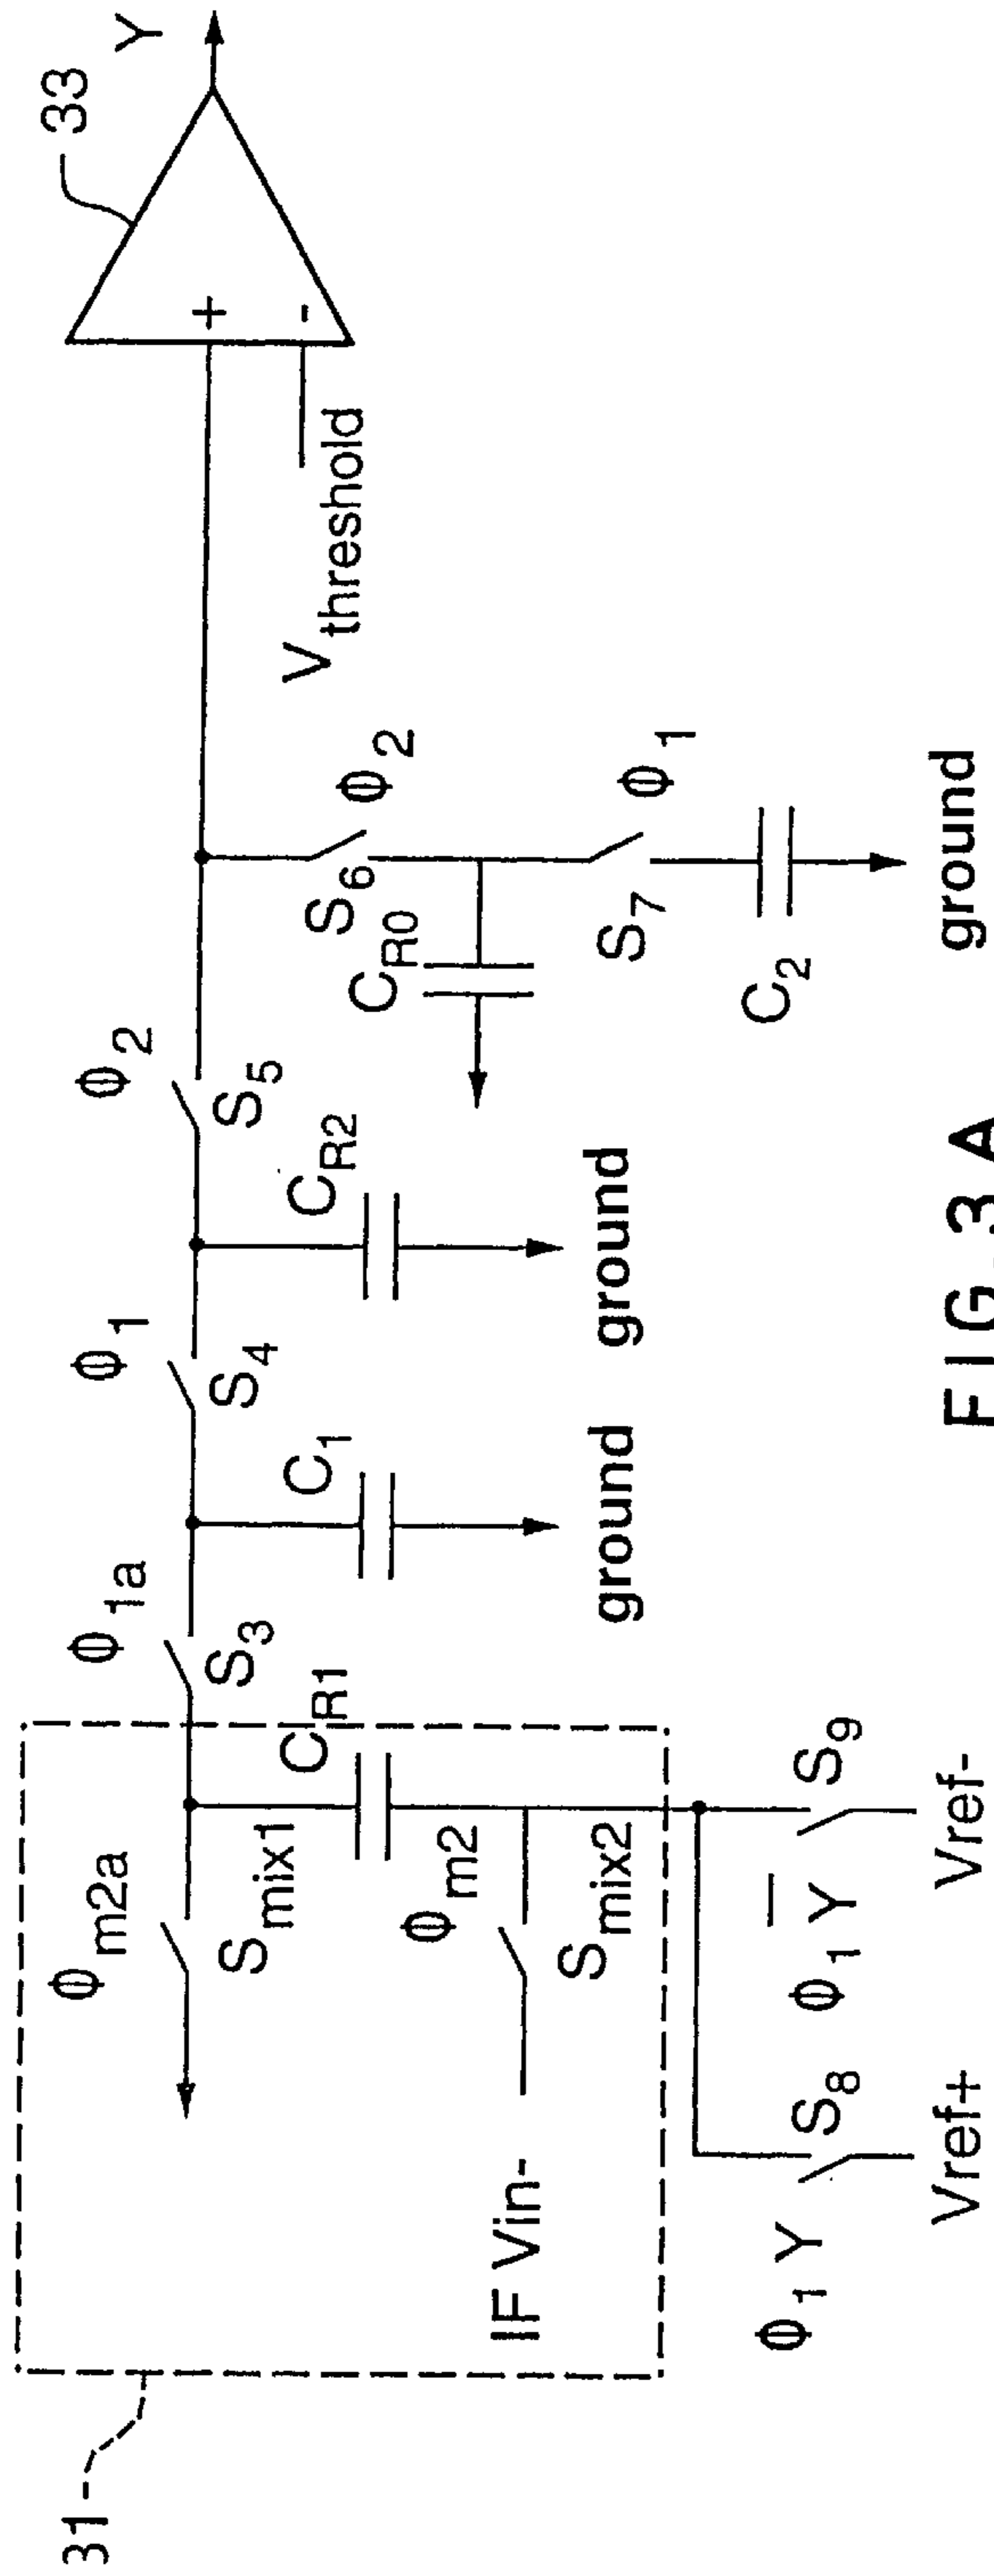 31
Φm2a
Smix1
IF Vin-
Φm2
Smix2
CR1
Φ1 Y
S8
Vref+
Φ1 Y̅
S9
Vref-
Φ1a
S3
C1
ground
Φ1
S4
CR2
ground
Φ2
S5
S6
Φ2
CR0
S7
Φ1
C2
ground
Vthreshold
+
-
33
Y
FIG.3A